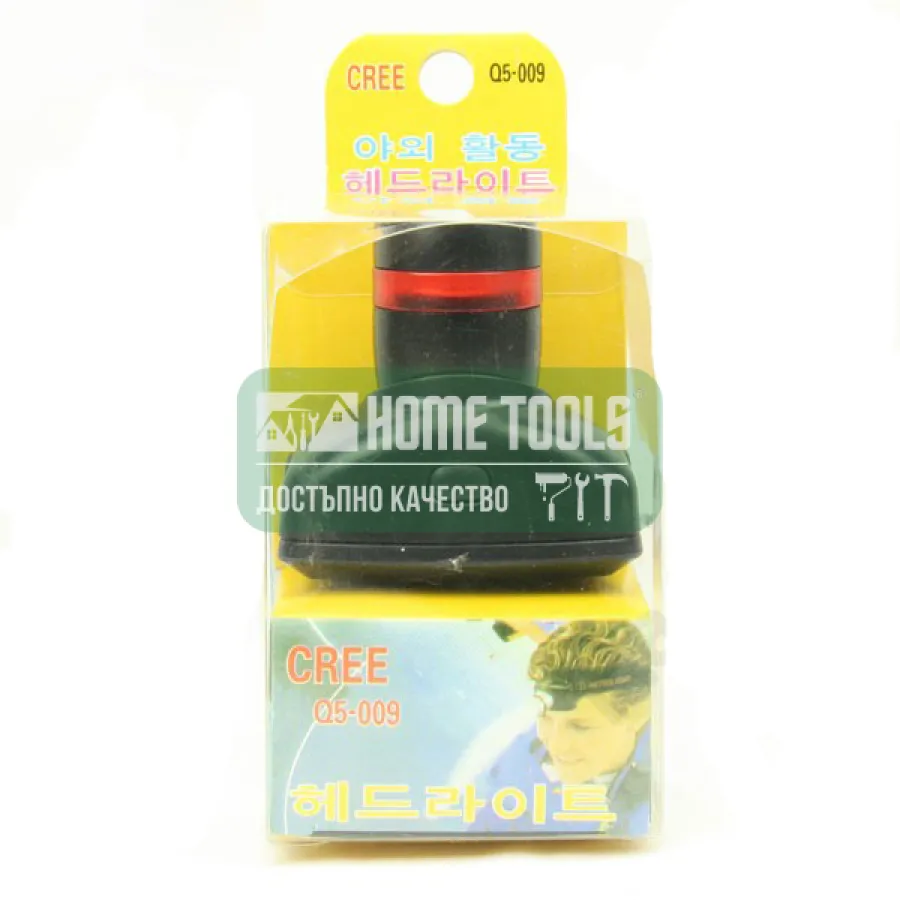 CREE Q5-009
야외 활동
헤드라이트
HOME TOOLS
ДОСТЪПНО КАЧЕСТВО
CREE
Q5-009
헤드라이트